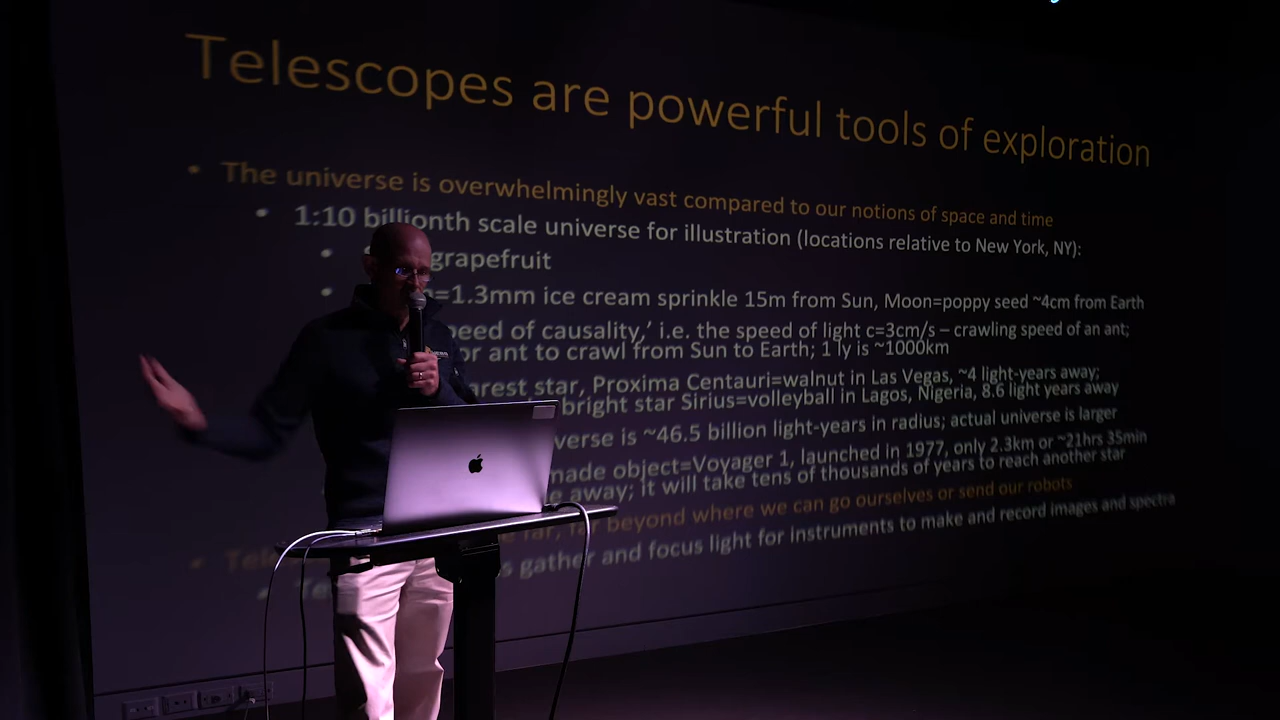 Telescopes are powerful tools of exploration
• The universe is overwhelmingly vast compared to our notions of space and time
• 1:10 billionth scale universe for illustration (locations relative to New York, NY):
• grapefruit
• =1.3mm ice cream sprinkle 15m from Sun, Moon=poppy seed ~4cm from Earth
peed of causality,’ i.e. the speed of light c=3cm/s – crawling speed of an ant;
or ant to crawl from Sun to Earth; 1 ly is ~1000km
arest star, Proxima Centauri=walnut in Las Vegas, ~4 light-years away;
bright star Sirius=volleyball in Lagos, Nigeria, 8.6 light years away
verse is ~46.5 billion light-years in radius; actual universe is larger
made object=Voyager 1, launched in 1977, only 2.3km or ~21hrs 35min
e away; it will take tens of thousands of years to reach another star
• Tele far, far beyond where we can go ourselves or send our robots
• Te s gather and focus light for instruments to make and record images and spectra